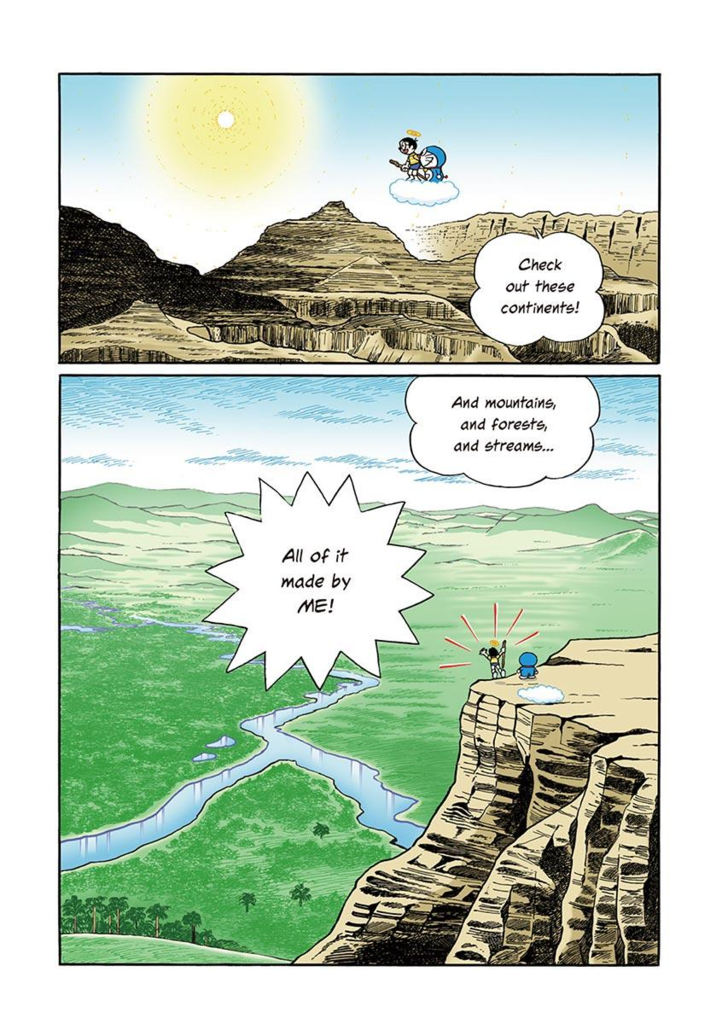 Check
out these
continents!
And mountains,
and forests,
and streams...
All of it
made by
ME!